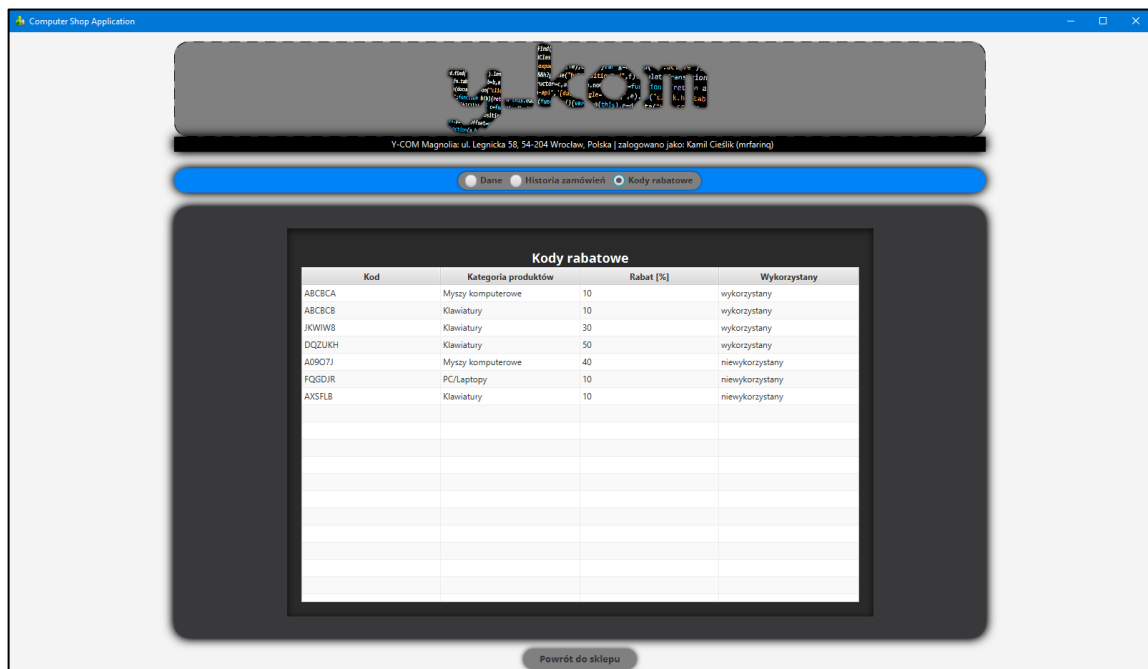 Computer Shop Application
y-com
Y-COM Magnolia: ul. Legnicka 58, 54-204 Wrocław, Polska | zalogowano jako: Kamil Cieślik (mrfarinq)
Dane Historia zamówień Kody rabatowe
Kody rabatowe
Kod Kategoria produktów Rabat [%] Wykorzystany
ABCBCA Myszy komputerowe 10 wykorzystany
ABCBCB Klawiatury 10 wykorzystany
JKWIW8 Klawiatury 30 wykorzystany
DQZUKH Klawiatury 50 wykorzystany
A09O7J Myszy komputerowe 40 niewykorzystany
FQGDJR PC/Laptopy 10 niewykorzystany
AXSFLB Klawiatury 10 niewykorzystany
Powrót do sklepu